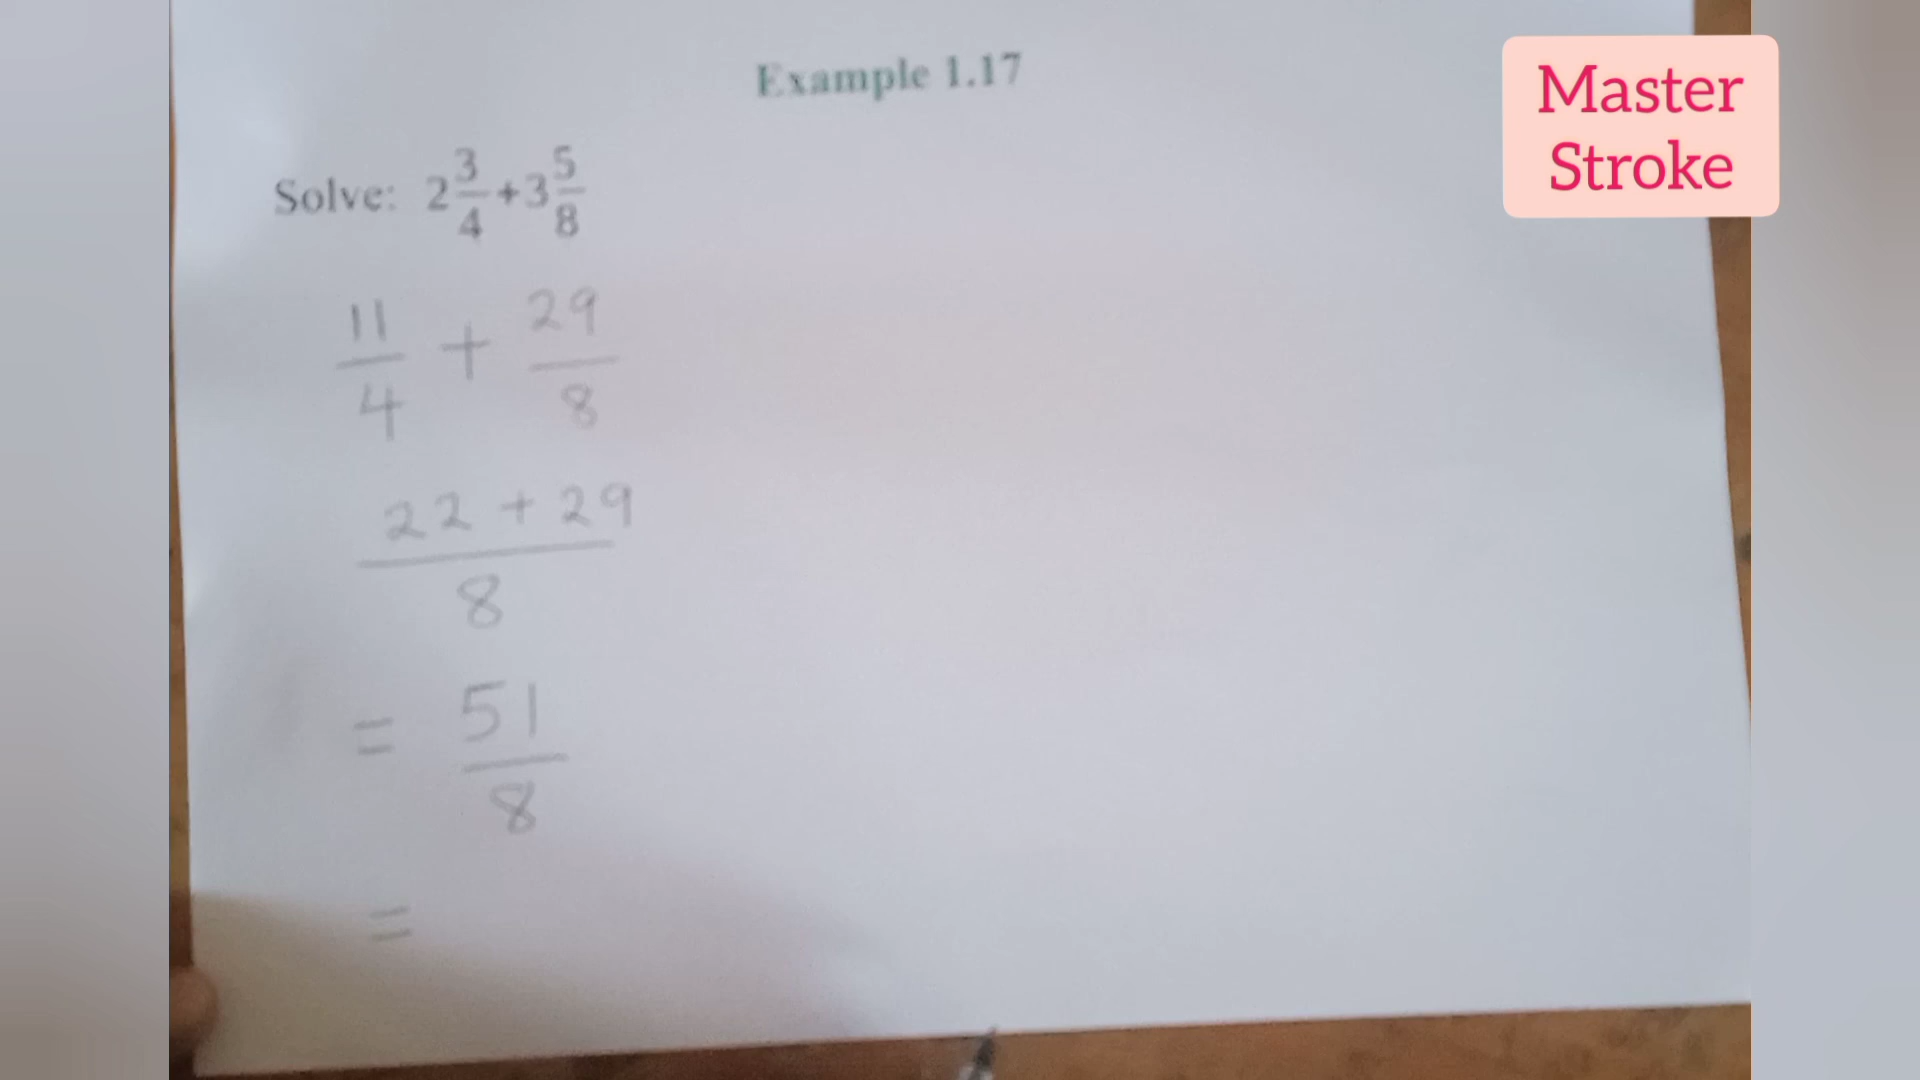 Example 1.17
Master
Stroke
Solve: 2 3/4 + 3 5/8
11/4 + 29/8
22 + 29
8
= 51/8
=